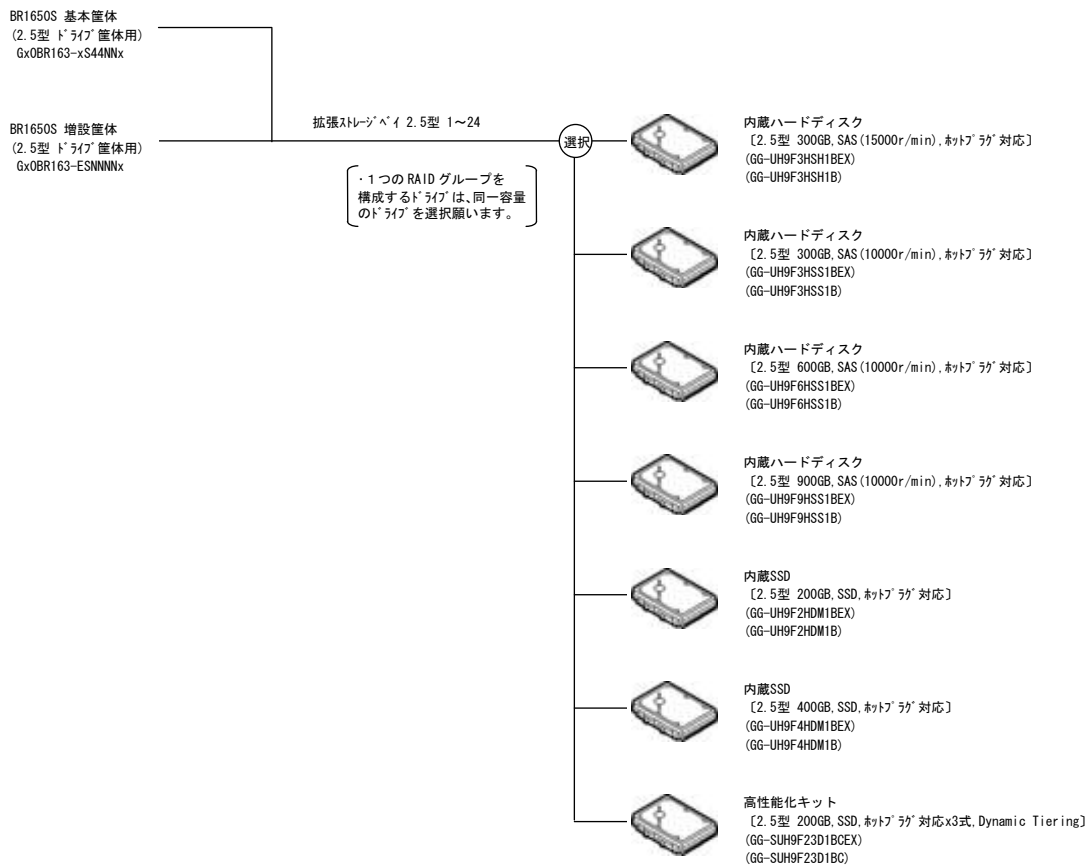 BR1650S 基本筐体
(2.5型 ﾄﾞﾗｲﾌﾞ筐体用)
GxOBR163-xS44NNx
BR1650S 増設筐体
(2.5型 ﾄﾞﾗｲﾌﾞ筐体用)
GxOBR163-ESNNNNx
拡張ｽﾄﾚｰｼﾞﾍﾞｲ 2.5型 1～24
選択
・１つの RAID グループを
構成するﾄﾞﾗｲﾌﾞは、同一容量
のﾄﾞﾗｲﾌﾞを選択願います。
内蔵ハードディスク
〔2.5型 300GB,SAS(15000r/min),ﾎｯﾄﾌﾟﾗｸﾞ対応〕
(GG-UH9F3HSH1BEX)
(GG-UH9F3HSH1B)
内蔵ハードディスク
〔2.5型 300GB,SAS(10000r/min),ﾎｯﾄﾌﾟﾗｸﾞ対応〕
(GG-UH9F3HSS1BEX)
(GG-UH9F3HSS1B)
内蔵ハードディスク
〔2.5型 600GB,SAS(10000r/min),ﾎｯﾄﾌﾟﾗｸﾞ対応〕
(GG-UH9F6HSS1BEX)
(GG-UH9F6HSS1B)
内蔵ハードディスク
〔2.5型 900GB,SAS(10000r/min),ﾎｯﾄﾌﾟﾗｸﾞ対応〕
(GG-UH9F9HSS1BEX)
(GG-UH9F9HSS1B)
内蔵SSD
〔2.5型 200GB,SSD,ﾎｯﾄﾌﾟﾗｸﾞ対応〕
(GG-UH9F2HDM1BEX)
(GG-UH9F2HDM1B)
内蔵SSD
〔2.5型 400GB,SSD,ﾎｯﾄﾌﾟﾗｸﾞ対応〕
(GG-UH9F4HDM1BEX)
(GG-UH9F4HDM1B)
高性能化キット
〔2.5型 200GB,SSD,ﾎｯﾄﾌﾟﾗｸﾞ対応x3式,Dynamic Tiering〕
(GG-SUH9F23D1BCEX)
(GG-SUH9F23D1BC)